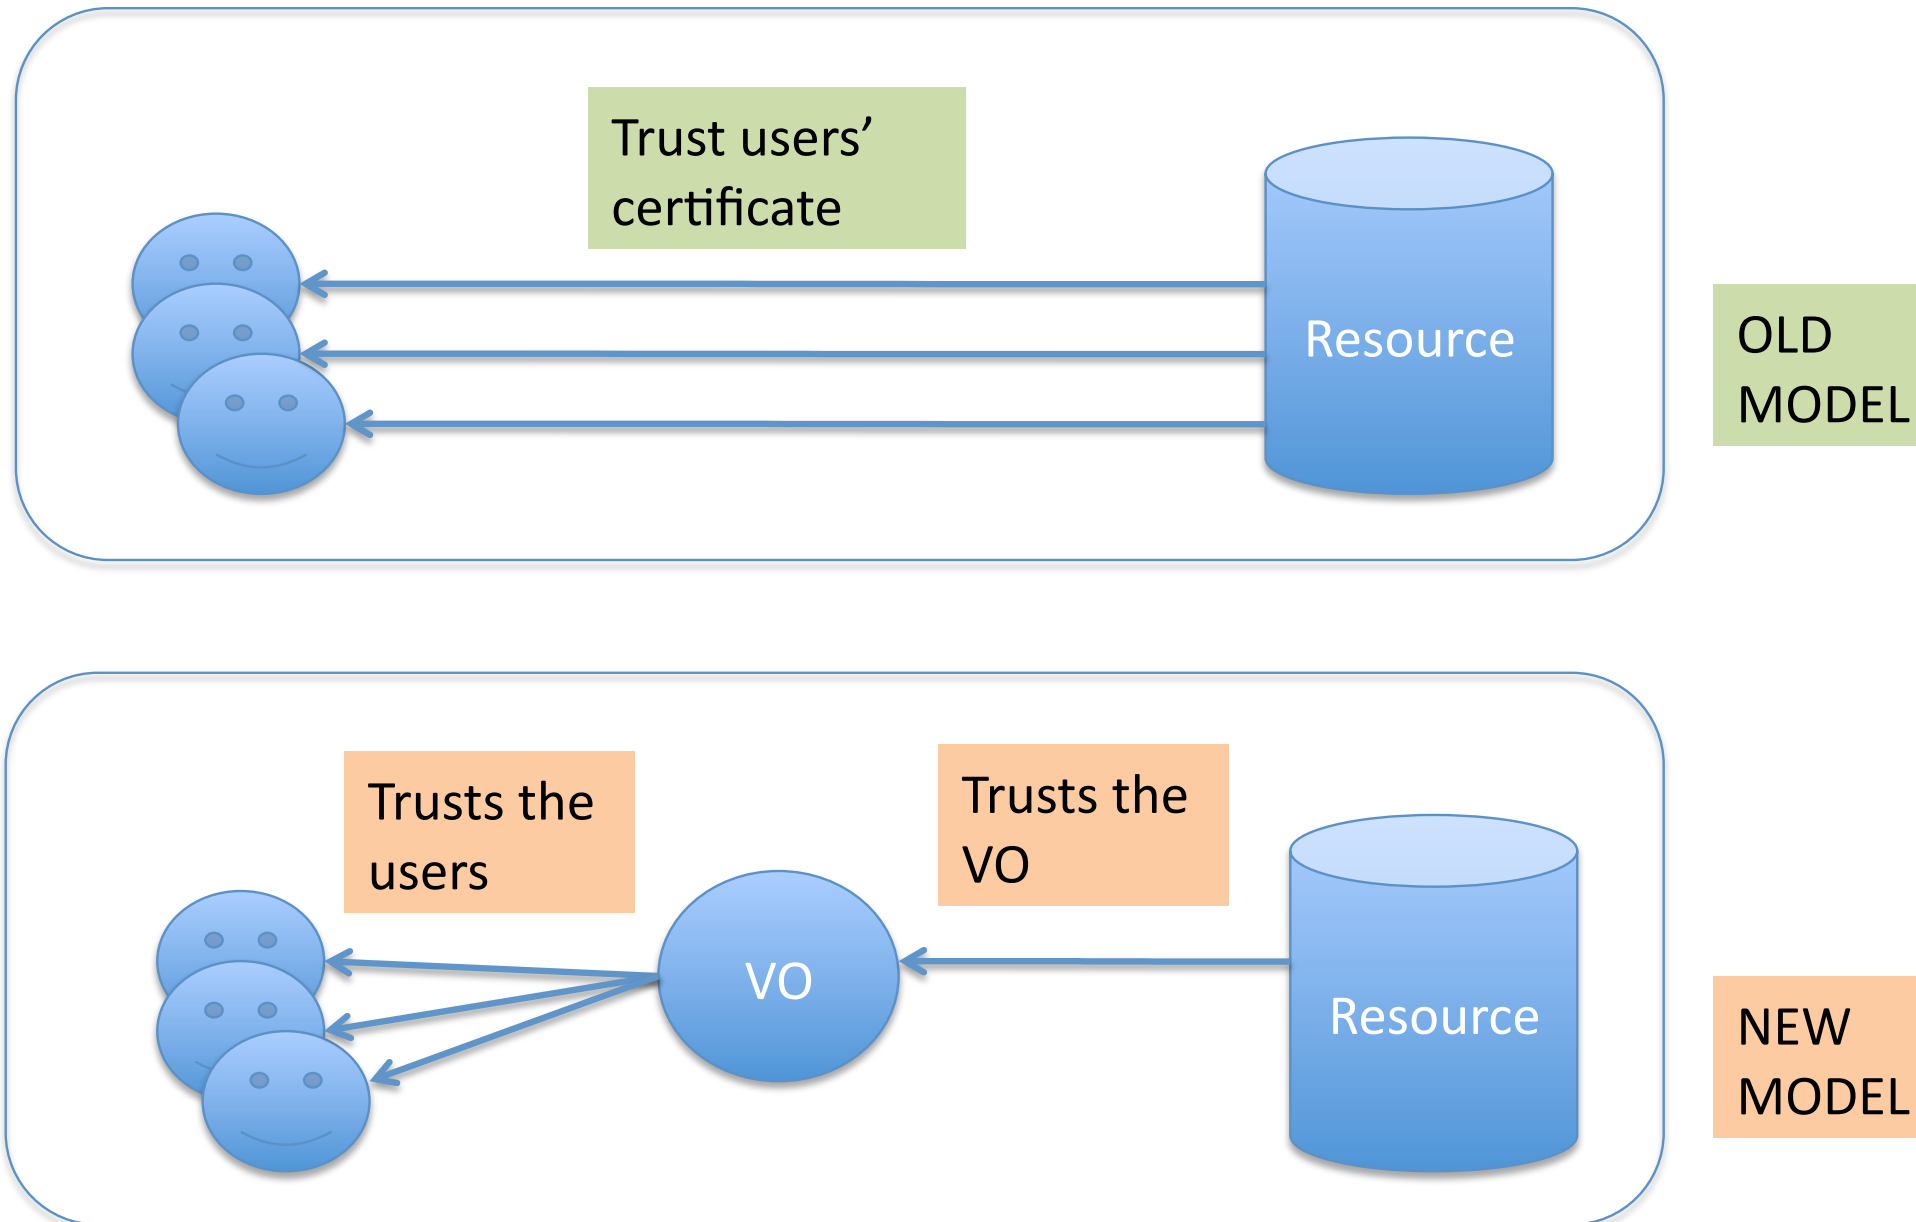 Trust users’
certificate
Resource
OLD
MODEL
Trusts the
users
Trusts the
VO
VO
Resource
NEW
MODEL